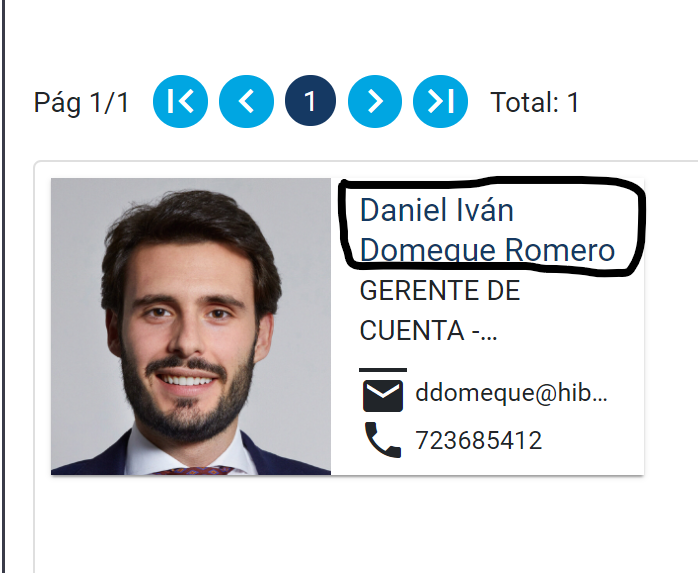 Pág 1/1 1 Total: 1
Daniel Iván
Domeque Romero
GERENTE DE
CUENTA -...
ddomeque@hib...
723685412